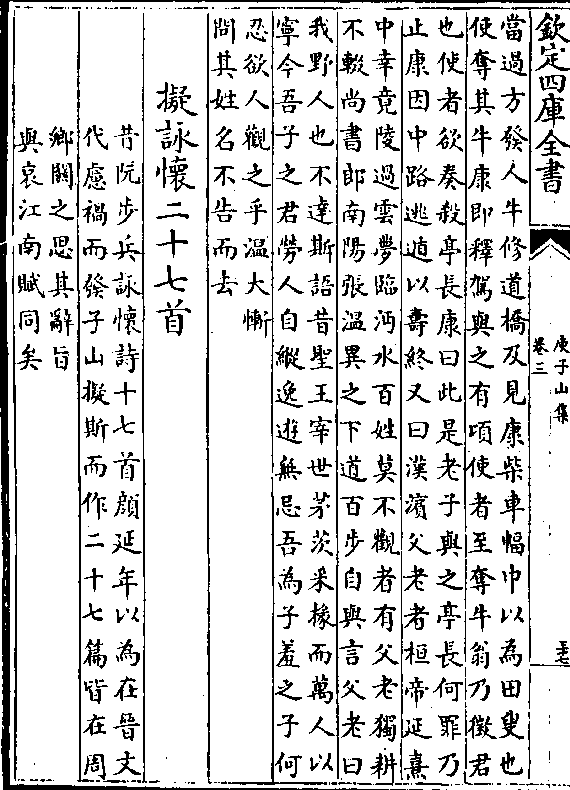 欽定四庫全書
庾子山集
卷三
當過方發人牛修道橋及見康柴車幅巾以為田叟也
使奪其牛康即釋駕與之有頃使者至奪牛翁乃徵君
也使者欲奏殺亭長康曰此是老子與之亭長何罪乃
止康因中路逃遁以壽終又曰漢濱父老者桓帝延熹
中幸竟陵過雲夢臨沔水百姓莫不觀者有父老獨耕
不輟尚書郎南陽張溫異之下道百步自與言父老曰
我野人也不達斯語昔聖王宰世茅茨采椽而萬人以
寧今吾子之君勞人自縱逸遊無忌吾為子羞之子何
忍欲人觀之乎溫大慚
問其姓名不告而去
擬詠懷二十七首
昔阮步兵詠懷詩十七首顔延年以為在晉文
代慮禍而發子山擬斯而作二十七篇皆在周
鄉關之思其辭旨
與哀江南賦同矣